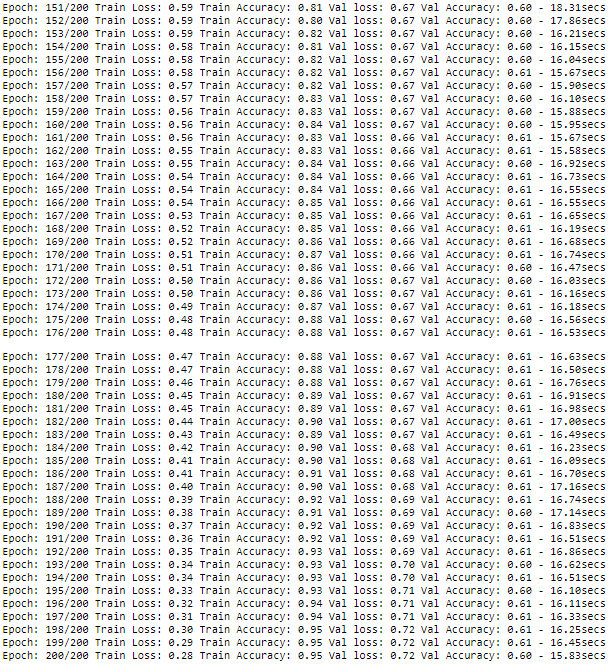 Epoch: 151/200 Train Loss: 0.59 Train Accuracy: 0.81 Val loss: 0.67 Val Accuracy: 0.60 - 18.31secs
Epoch: 152/200 Train Loss: 0.59 Train Accuracy: 0.80 Val loss: 0.67 Val Accuracy: 0.60 - 17.86secs
Epoch: 153/200 Train Loss: 0.59 Train Accuracy: 0.82 Val loss: 0.67 Val Accuracy: 0.60 - 16.21secs
Epoch: 154/200 Train Loss: 0.58 Train Accuracy: 0.81 Val loss: 0.67 Val Accuracy: 0.60 - 16.15secs
Epoch: 155/200 Train Loss: 0.58 Train Accuracy: 0.82 Val loss: 0.67 Val Accuracy: 0.60 - 16.04secs
Epoch: 156/200 Train Loss: 0.58 Train Accuracy: 0.82 Val loss: 0.67 Val Accuracy: 0.61 - 15.67secs
Epoch: 157/200 Train Loss: 0.57 Train Accuracy: 0.82 Val loss: 0.67 Val Accuracy: 0.60 - 15.90secs
Epoch: 158/200 Train Loss: 0.57 Train Accuracy: 0.83 Val loss: 0.67 Val Accuracy: 0.60 - 16.10secs
Epoch: 159/200 Train Loss: 0.56 Train Accuracy: 0.83 Val loss: 0.67 Val Accuracy: 0.60 - 15.88secs
Epoch: 160/200 Train Loss: 0.56 Train Accuracy: 0.84 Val loss: 0.67 Val Accuracy: 0.60 - 15.95secs
Epoch: 161/200 Train Loss: 0.56 Train Accuracy: 0.83 Val loss: 0.66 Val Accuracy: 0.61 - 15.67secs
Epoch: 162/200 Train Loss: 0.55 Train Accuracy: 0.83 Val loss: 0.66 Val Accuracy: 0.61 - 15.58secs
Epoch: 163/200 Train Loss: 0.55 Train Accuracy: 0.84 Val loss: 0.66 Val Accuracy: 0.60 - 16.92secs
Epoch: 164/200 Train Loss: 0.54 Train Accuracy: 0.84 Val loss: 0.66 Val Accuracy: 0.61 - 16.73secs
Epoch: 165/200 Train Loss: 0.54 Train Accuracy: 0.84 Val loss: 0.66 Val Accuracy: 0.61 - 16.55secs
Epoch: 166/200 Train Loss: 0.54 Train Accuracy: 0.85 Val loss: 0.66 Val Accuracy: 0.61 - 16.55secs
Epoch: 167/200 Train Loss: 0.53 Train Accuracy: 0.85 Val loss: 0.66 Val Accuracy: 0.61 - 16.65secs
Epoch: 168/200 Train Loss: 0.52 Train Accuracy: 0.85 Val loss: 0.66 Val Accuracy: 0.61 - 16.19secs
Epoch: 169/200 Train Loss: 0.52 Train Accuracy: 0.86 Val loss: 0.66 Val Accuracy: 0.61 - 16.68secs
Epoch: 170/200 Train Loss: 0.51 Train Accuracy: 0.87 Val loss: 0.66 Val Accuracy: 0.61 - 16.74secs
Epoch: 171/200 Train Loss: 0.51 Train Accuracy: 0.86 Val loss: 0.66 Val Accuracy: 0.60 - 16.47secs
Epoch: 172/200 Train Loss: 0.50 Train Accuracy: 0.86 Val loss: 0.67 Val Accuracy: 0.60 - 16.03secs
Epoch: 173/200 Train Loss: 0.50 Train Accuracy: 0.86 Val loss: 0.67 Val Accuracy: 0.61 - 16.16secs
Epoch: 174/200 Train Loss: 0.49 Train Accuracy: 0.87 Val loss: 0.67 Val Accuracy: 0.61 - 16.18secs
Epoch: 175/200 Train Loss: 0.48 Train Accuracy: 0.88 Val loss: 0.67 Val Accuracy: 0.60 - 16.56secs
Epoch: 176/200 Train Loss: 0.48 Train Accuracy: 0.88 Val loss: 0.67 Val Accuracy: 0.61 - 16.53secs
Epoch: 177/200 Train Loss: 0.47 Train Accuracy: 0.88 Val loss: 0.67 Val Accuracy: 0.61 - 16.63secs
Epoch: 178/200 Train Loss: 0.47 Train Accuracy: 0.88 Val loss: 0.67 Val Accuracy: 0.61 - 16.50secs
Epoch: 179/200 Train Loss: 0.46 Train Accuracy: 0.88 Val loss: 0.67 Val Accuracy: 0.61 - 16.76secs
Epoch: 180/200 Train Loss: 0.45 Train Accuracy: 0.89 Val loss: 0.67 Val Accuracy: 0.61 - 16.91secs
Epoch: 181/200 Train Loss: 0.45 Train Accuracy: 0.89 Val loss: 0.67 Val Accuracy: 0.61 - 16.98secs
Epoch: 182/200 Train Loss: 0.44 Train Accuracy: 0.90 Val loss: 0.67 Val Accuracy: 0.61 - 17.00secs
Epoch: 183/200 Train Loss: 0.43 Train Accuracy: 0.89 Val loss: 0.67 Val Accuracy: 0.61 - 16.49secs
Epoch: 184/200 Train Loss: 0.42 Train Accuracy: 0.90 Val loss: 0.68 Val Accuracy: 0.61 - 16.23secs
Epoch: 185/200 Train Loss: 0.41 Train Accuracy: 0.90 Val loss: 0.68 Val Accuracy: 0.61 - 16.09secs
Epoch: 186/200 Train Loss: 0.41 Train Accuracy: 0.91 Val loss: 0.68 Val Accuracy: 0.61 - 16.70secs
Epoch: 187/200 Train Loss: 0.40 Train Accuracy: 0.90 Val loss: 0.68 Val Accuracy: 0.61 - 17.16secs
Epoch: 188/200 Train Loss: 0.39 Train Accuracy: 0.92 Val loss: 0.69 Val Accuracy: 0.61 - 16.74secs
Epoch: 189/200 Train Loss: 0.38 Train Accuracy: 0.91 Val loss: 0.69 Val Accuracy: 0.60 - 17.14secs
Epoch: 190/200 Train Loss: 0.37 Train Accuracy: 0.92 Val loss: 0.69 Val Accuracy: 0.61 - 16.83secs
Epoch: 191/200 Train Loss: 0.36 Train Accuracy: 0.92 Val loss: 0.69 Val Accuracy: 0.61 - 16.51secs
Epoch: 192/200 Train Loss: 0.35 Train Accuracy: 0.93 Val loss: 0.69 Val Accuracy: 0.61 - 16.86secs
Epoch: 193/200 Train Loss: 0.34 Train Accuracy: 0.93 Val loss: 0.70 Val Accuracy: 0.60 - 16.62secs
Epoch: 194/200 Train Loss: 0.34 Train Accuracy: 0.93 Val loss: 0.70 Val Accuracy: 0.61 - 16.51secs
Epoch: 195/200 Train Loss: 0.33 Train Accuracy: 0.93 Val loss: 0.71 Val Accuracy: 0.60 - 16.10secs
Epoch: 196/200 Train Loss: 0.32 Train Accuracy: 0.94 Val loss: 0.71 Val Accuracy: 0.61 - 16.11secs
Epoch: 197/200 Train Loss: 0.31 Train Accuracy: 0.94 Val loss: 0.71 Val Accuracy: 0.61 - 16.33secs
Epoch: 198/200 Train Loss: 0.30 Train Accuracy: 0.95 Val loss: 0.72 Val Accuracy: 0.61 - 16.25secs
Epoch: 199/200 Train Loss: 0.29 Train Accuracy: 0.95 Val loss: 0.72 Val Accuracy: 0.61 - 16.45secs
Epoch: 200/200 Train Loss: 0.28 Train Accuracy: 0.95 Val loss: 0.72 Val Accuracy: 0.60 - 15.83secs